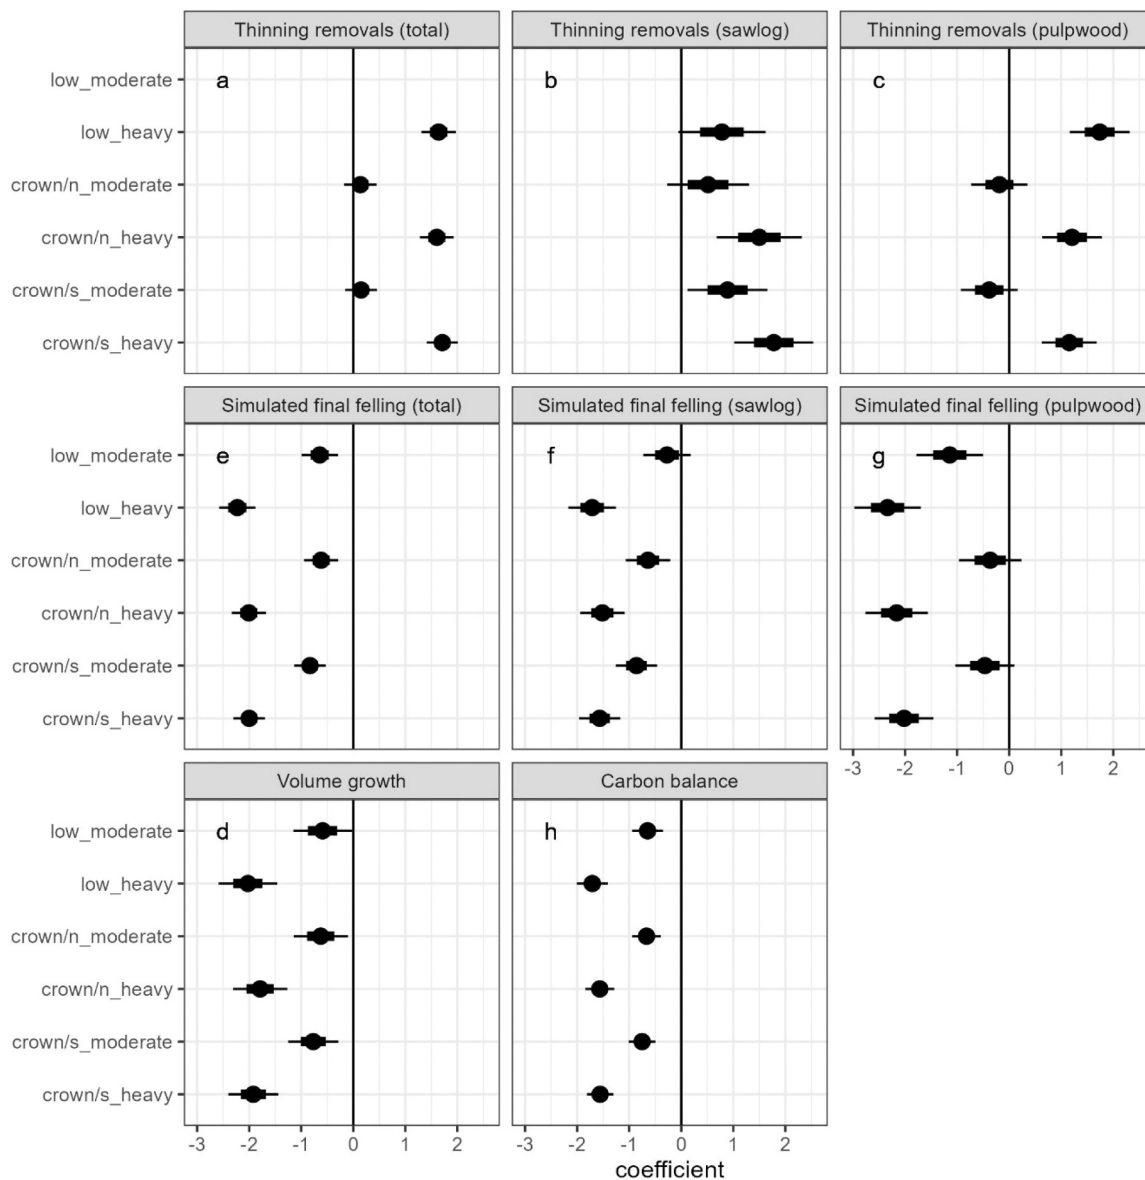 Thinning removals (total)
Thinning removals (sawlog)
Thinning removals (pulpwood)
low_moderate
low_heavy
crown/n_moderate
crown/n_heavy
crown/s_moderate
crown/s_heavy
a
b
c
Simulated final felling (total)
Simulated final felling (sawlog)
Simulated final felling (pulpwood)
low_moderate
low_heavy
crown/n_moderate
crown/n_heavy
crown/s_moderate
crown/s_heavy
e
f
g
-3 -2 -1 0 1 2
Volume growth
Carbon balance
low_moderate
low_heavy
crown/n_moderate
crown/n_heavy
crown/s_moderate
crown/s_heavy
d
h
-3 -2 -1 0 1 2
-3 -2 -1 0 1 2
coefficient